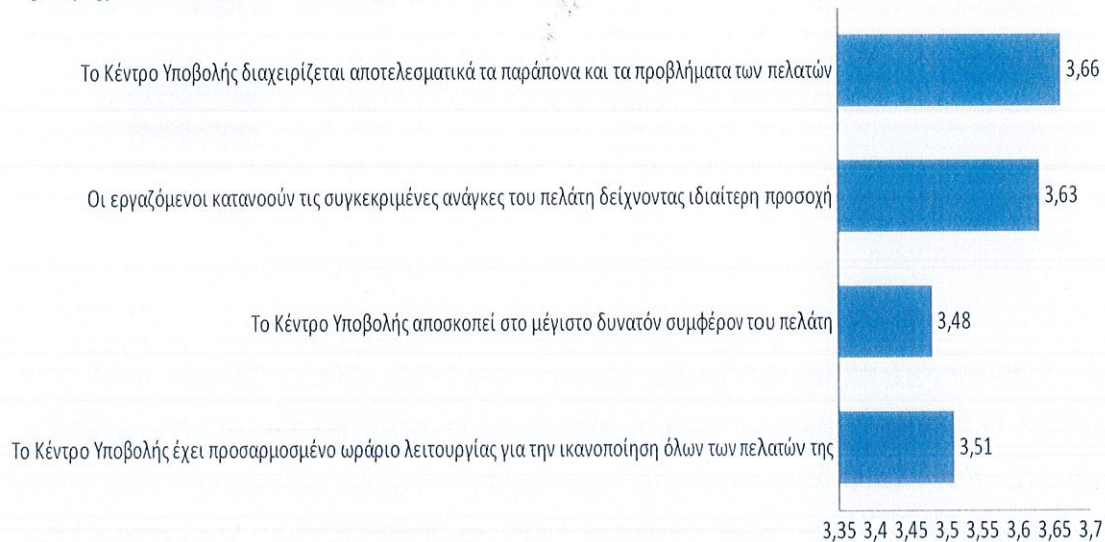 Το Κέντρο Υποβολής διαχειρίζεται αποτελεσματικά τα παράπονα και τα προβλήματα των πελατών 3,66
Οι εργαζόμενοι κατανοούν τις συγκεκριμένες ανάγκες του πελάτη δείχνοντας ιδιαίτερη προσοχή 3,63
Το Κέντρο Υποβολής αποσκοπεί στο μέγιστο δυνατόν συμφέρον του πελάτη 3,48
Το Κέντρο Υποβολής έχει προσαρμοσμένο ωράριο λειτουργίας για την ικανοποίηση όλων των πελατών της 3,51
3,35 3,4 3,45 3,5 3,55 3,6 3,65 3,7